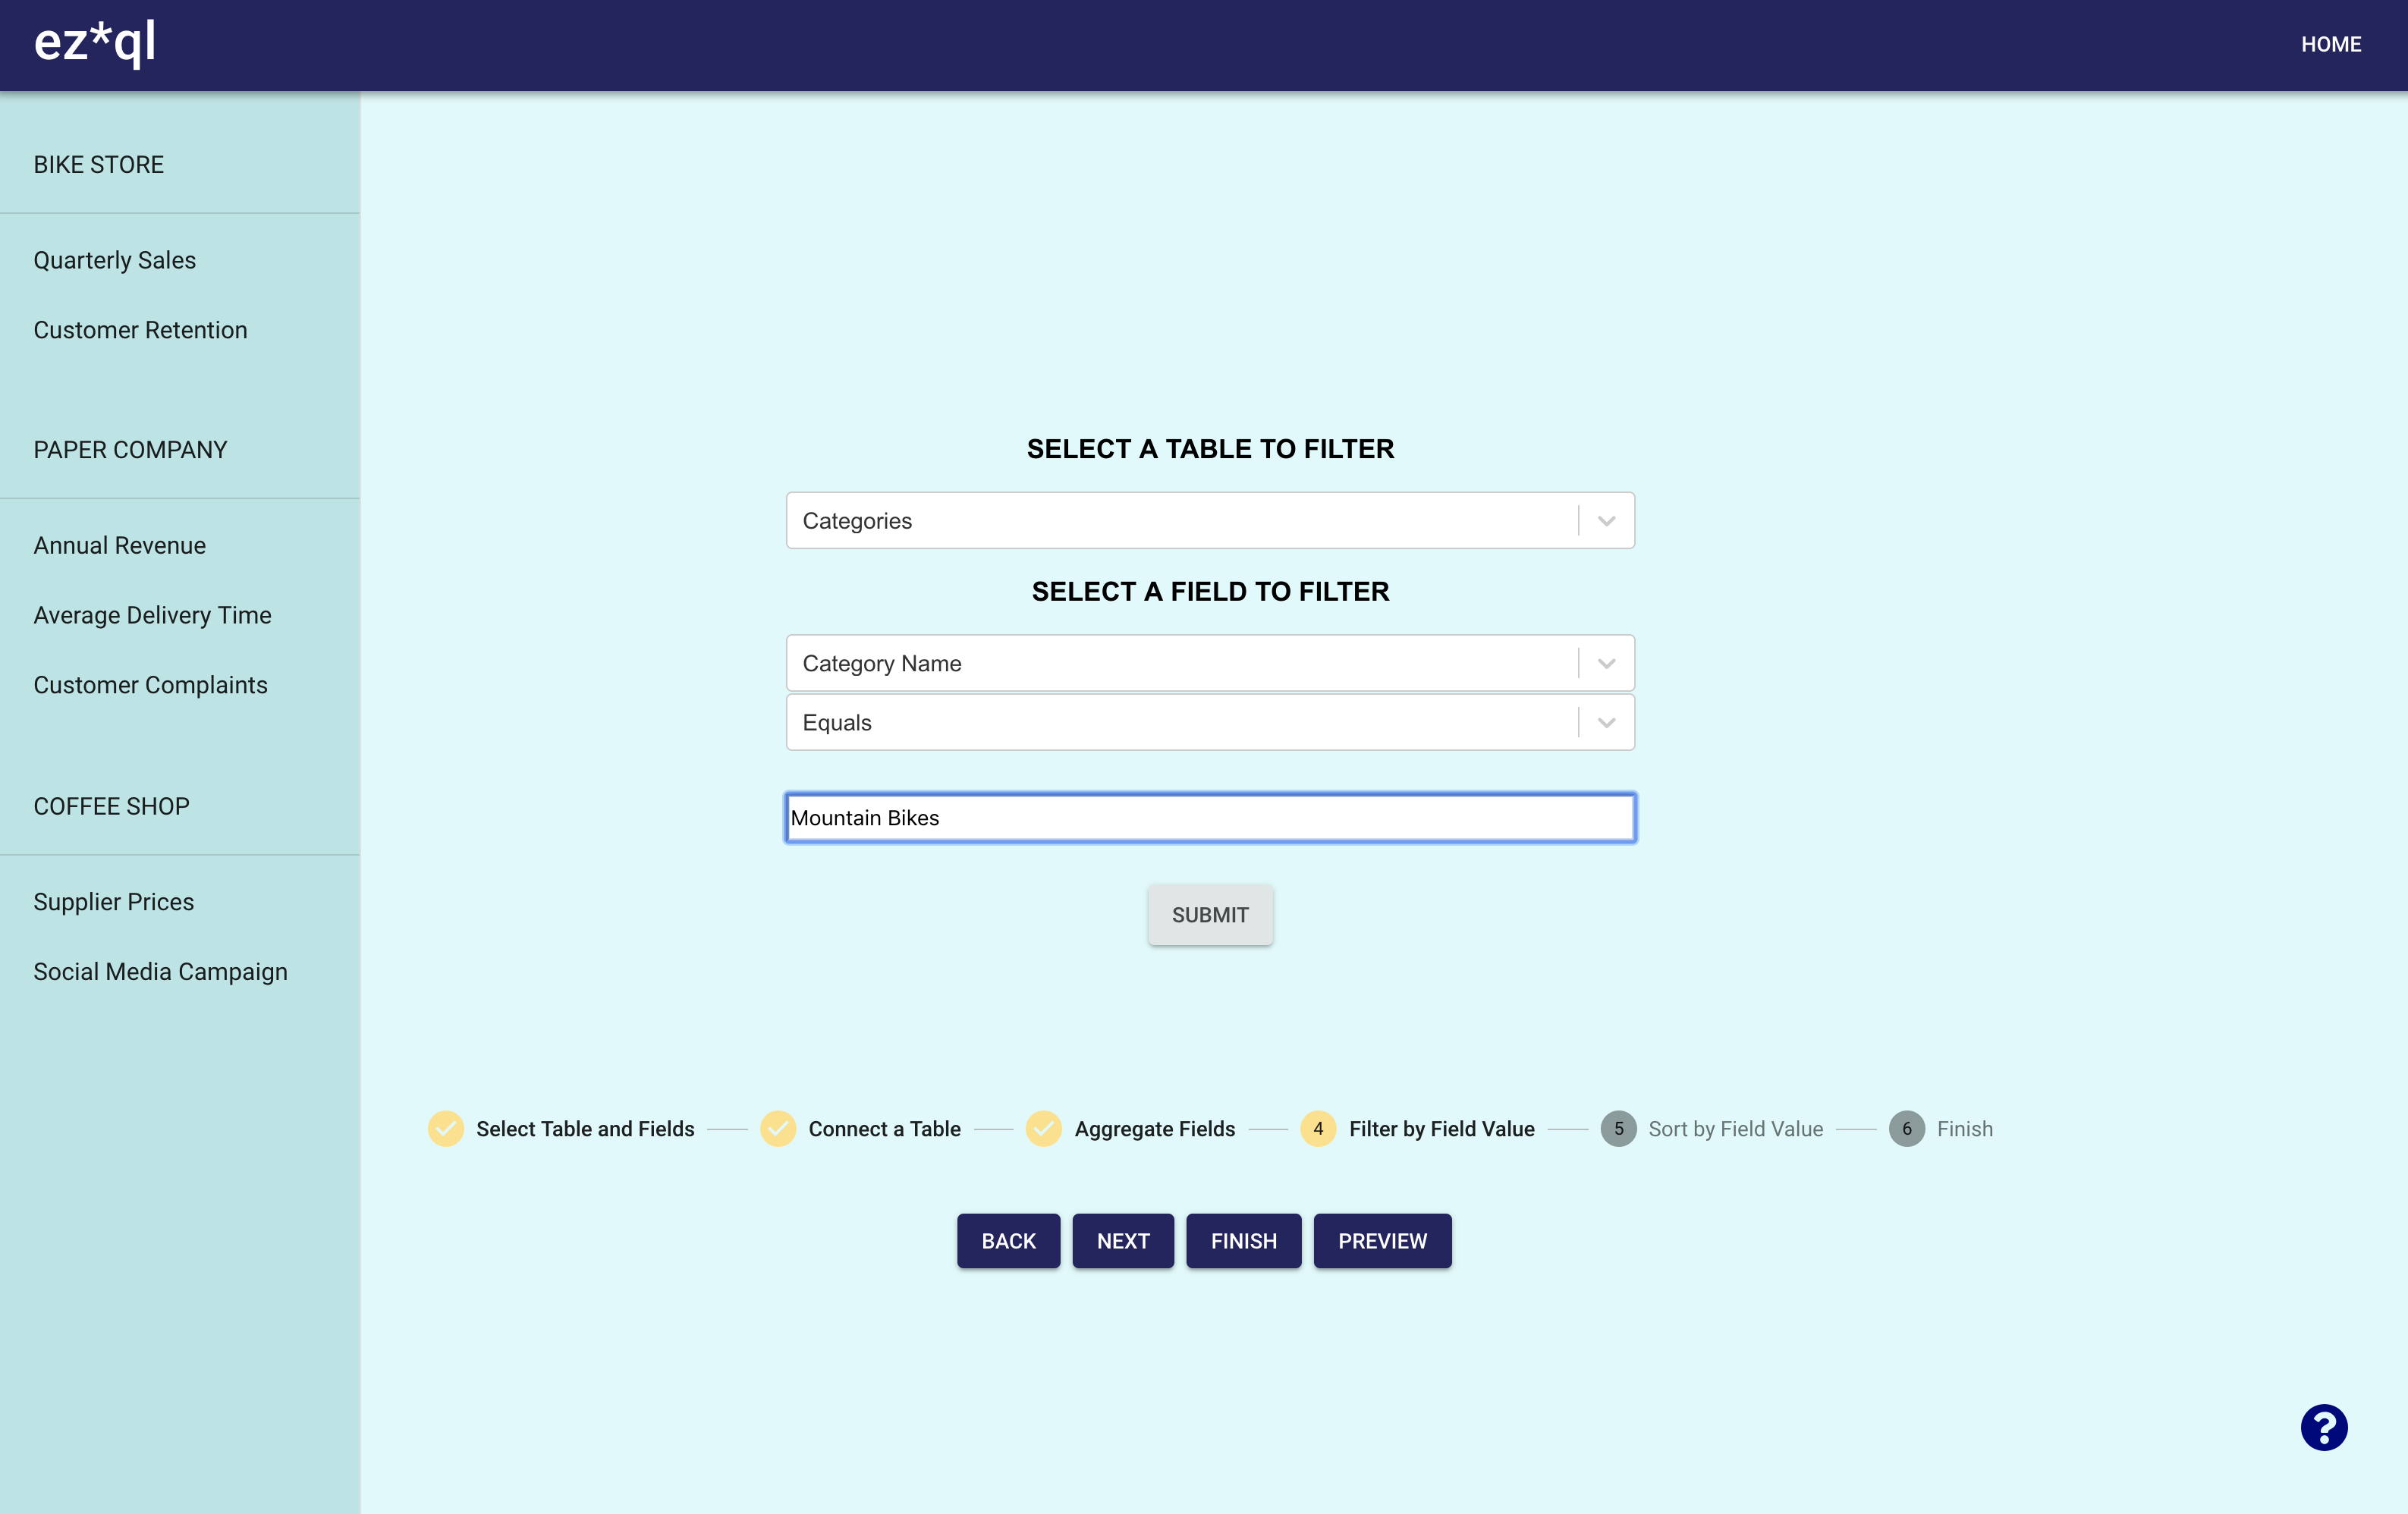 ez*ql
HOME
BIKE STORE
Quarterly Sales
Customer Retention
PAPER COMPANY
Annual Revenue
Average Delivery Time
Customer Complaints
COFFEE SHOP
Supplier Prices
Social Media Campaign
SELECT A TABLE TO FILTER
Categories
SELECT A FIELD TO FILTER
Category Name
Equals
Mountain Bikes
SUBMIT
Select Table and Fields Connect a Table Aggregate Fields 4 Filter by Field Value 5 Sort by Field Value 6 Finish
BACK NEXT FINISH PREVIEW
?